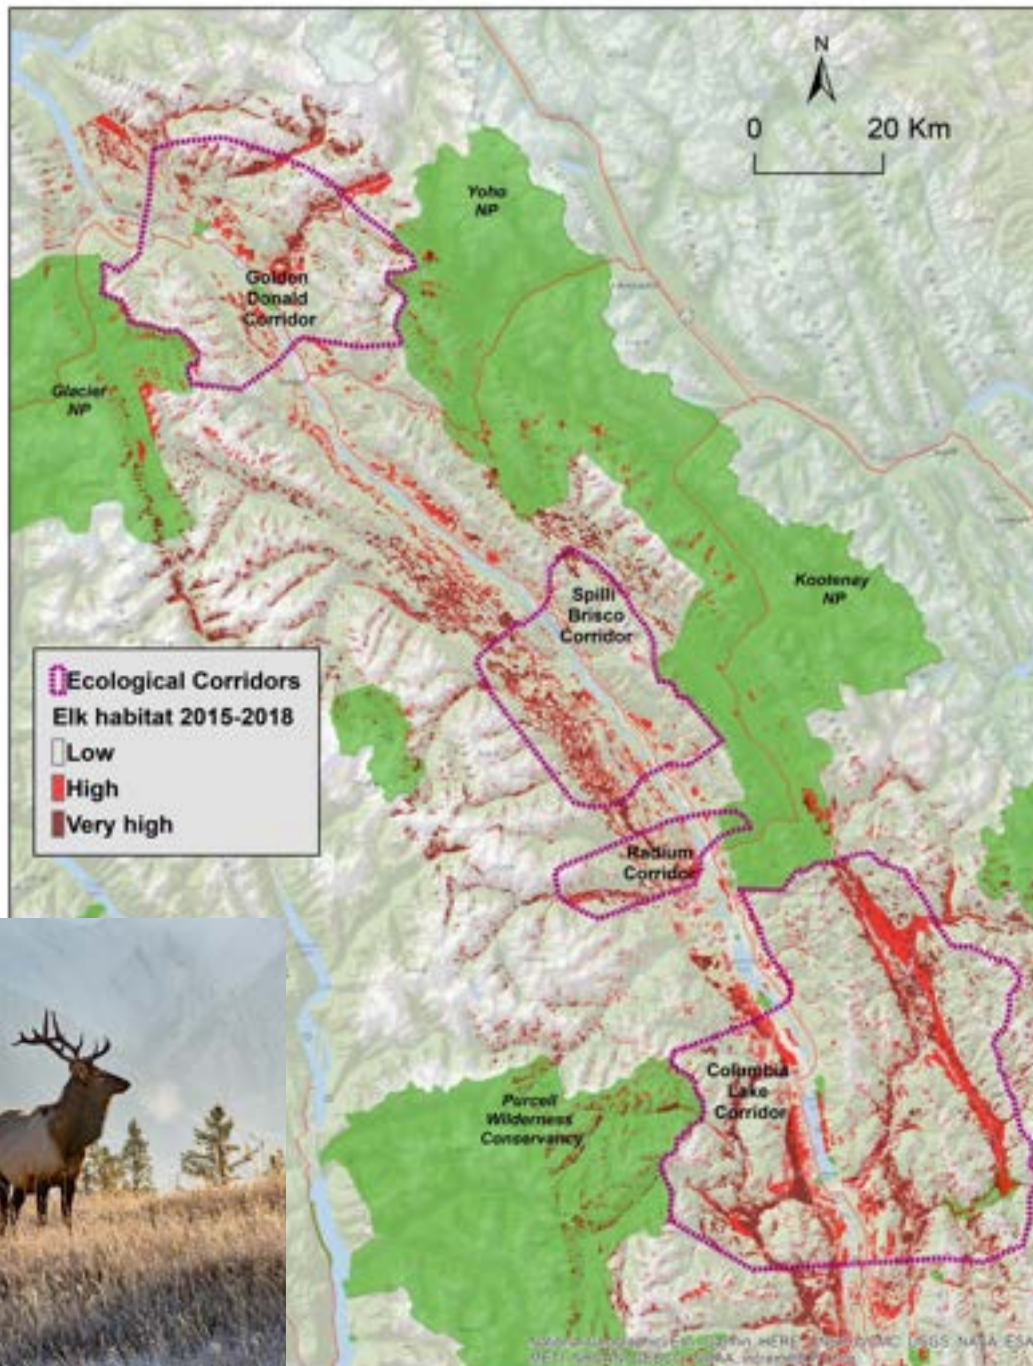 N
0 20 Km
Yoho
NP
Golden
Donald
Corridor
Glacier
NP
Kootenay
NP
Spilli
Brisco
Corridor
Ecological Corridors
Elk habitat 2015-2018
Low
High
Very high
Radium
Corridor
Columbia
Lake
Corridor
Purcell
Wilderness
Conservancy